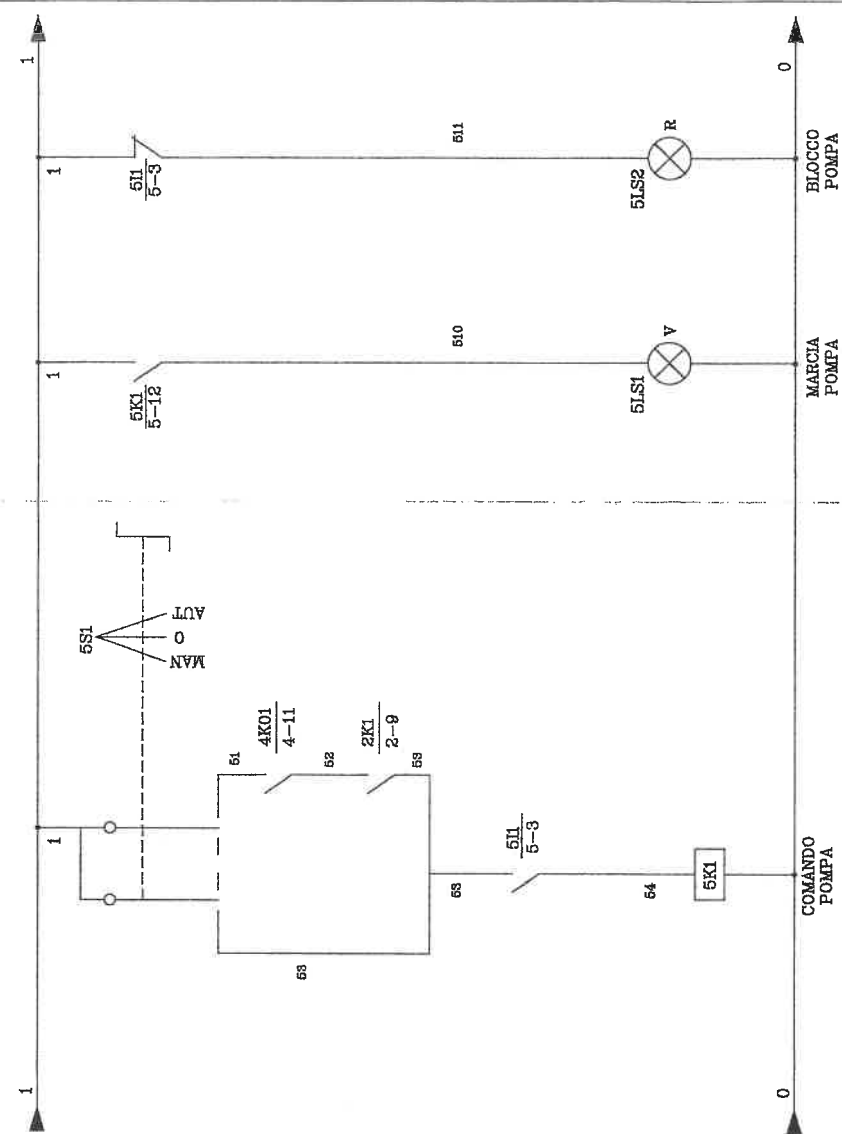 1
1
1
1
1
5I1
5-3
5K1
5-12
5S1
MAN
0
AUT
51
4K01
4-11
52
2K1
2-9
53
53
53
5I1
5-3
54
5K1
510
511
5LS1
V
5LS2
R
0
0
COMANDO
POMPA
MARCIA
POMPA
BLOCCO
POMPA